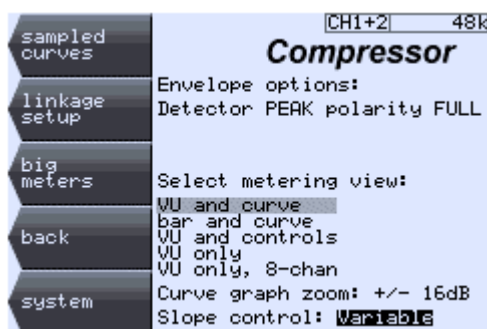 CH1+2 48k
Compressor
sampled
curves
linkage
setup
big
meters
back
system
Envelope options:
Detector PEAK polarity FULL
Select metering view:
VU and curve
bar and curve
VU and controls
VU only
VU only, 8-chan
Curve graph zoom: +/- 16dB
Slope control: Variable